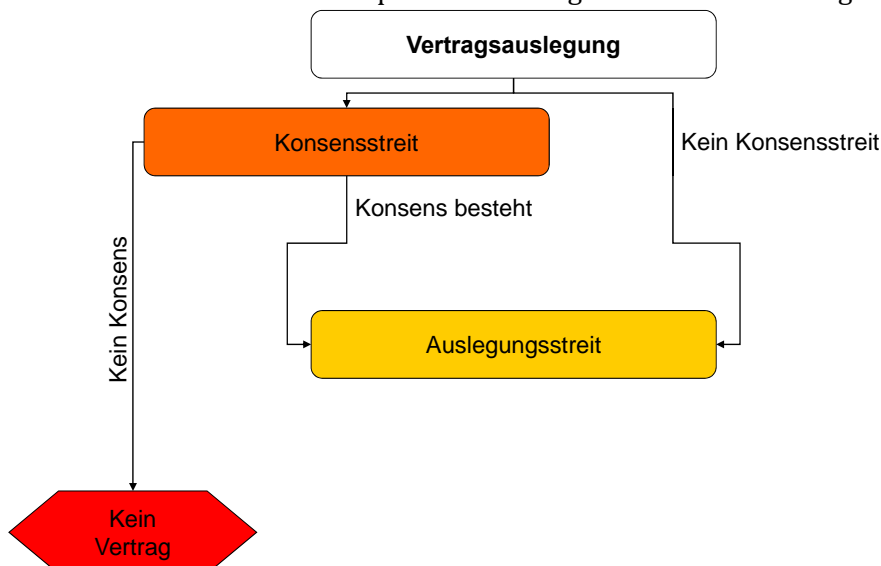 Vertragsauslegung
Konsensstreit
Kein Konsensstreit
Konsens besteht
Kein Konsens
Auslegungsstreit
Kein
Vertrag